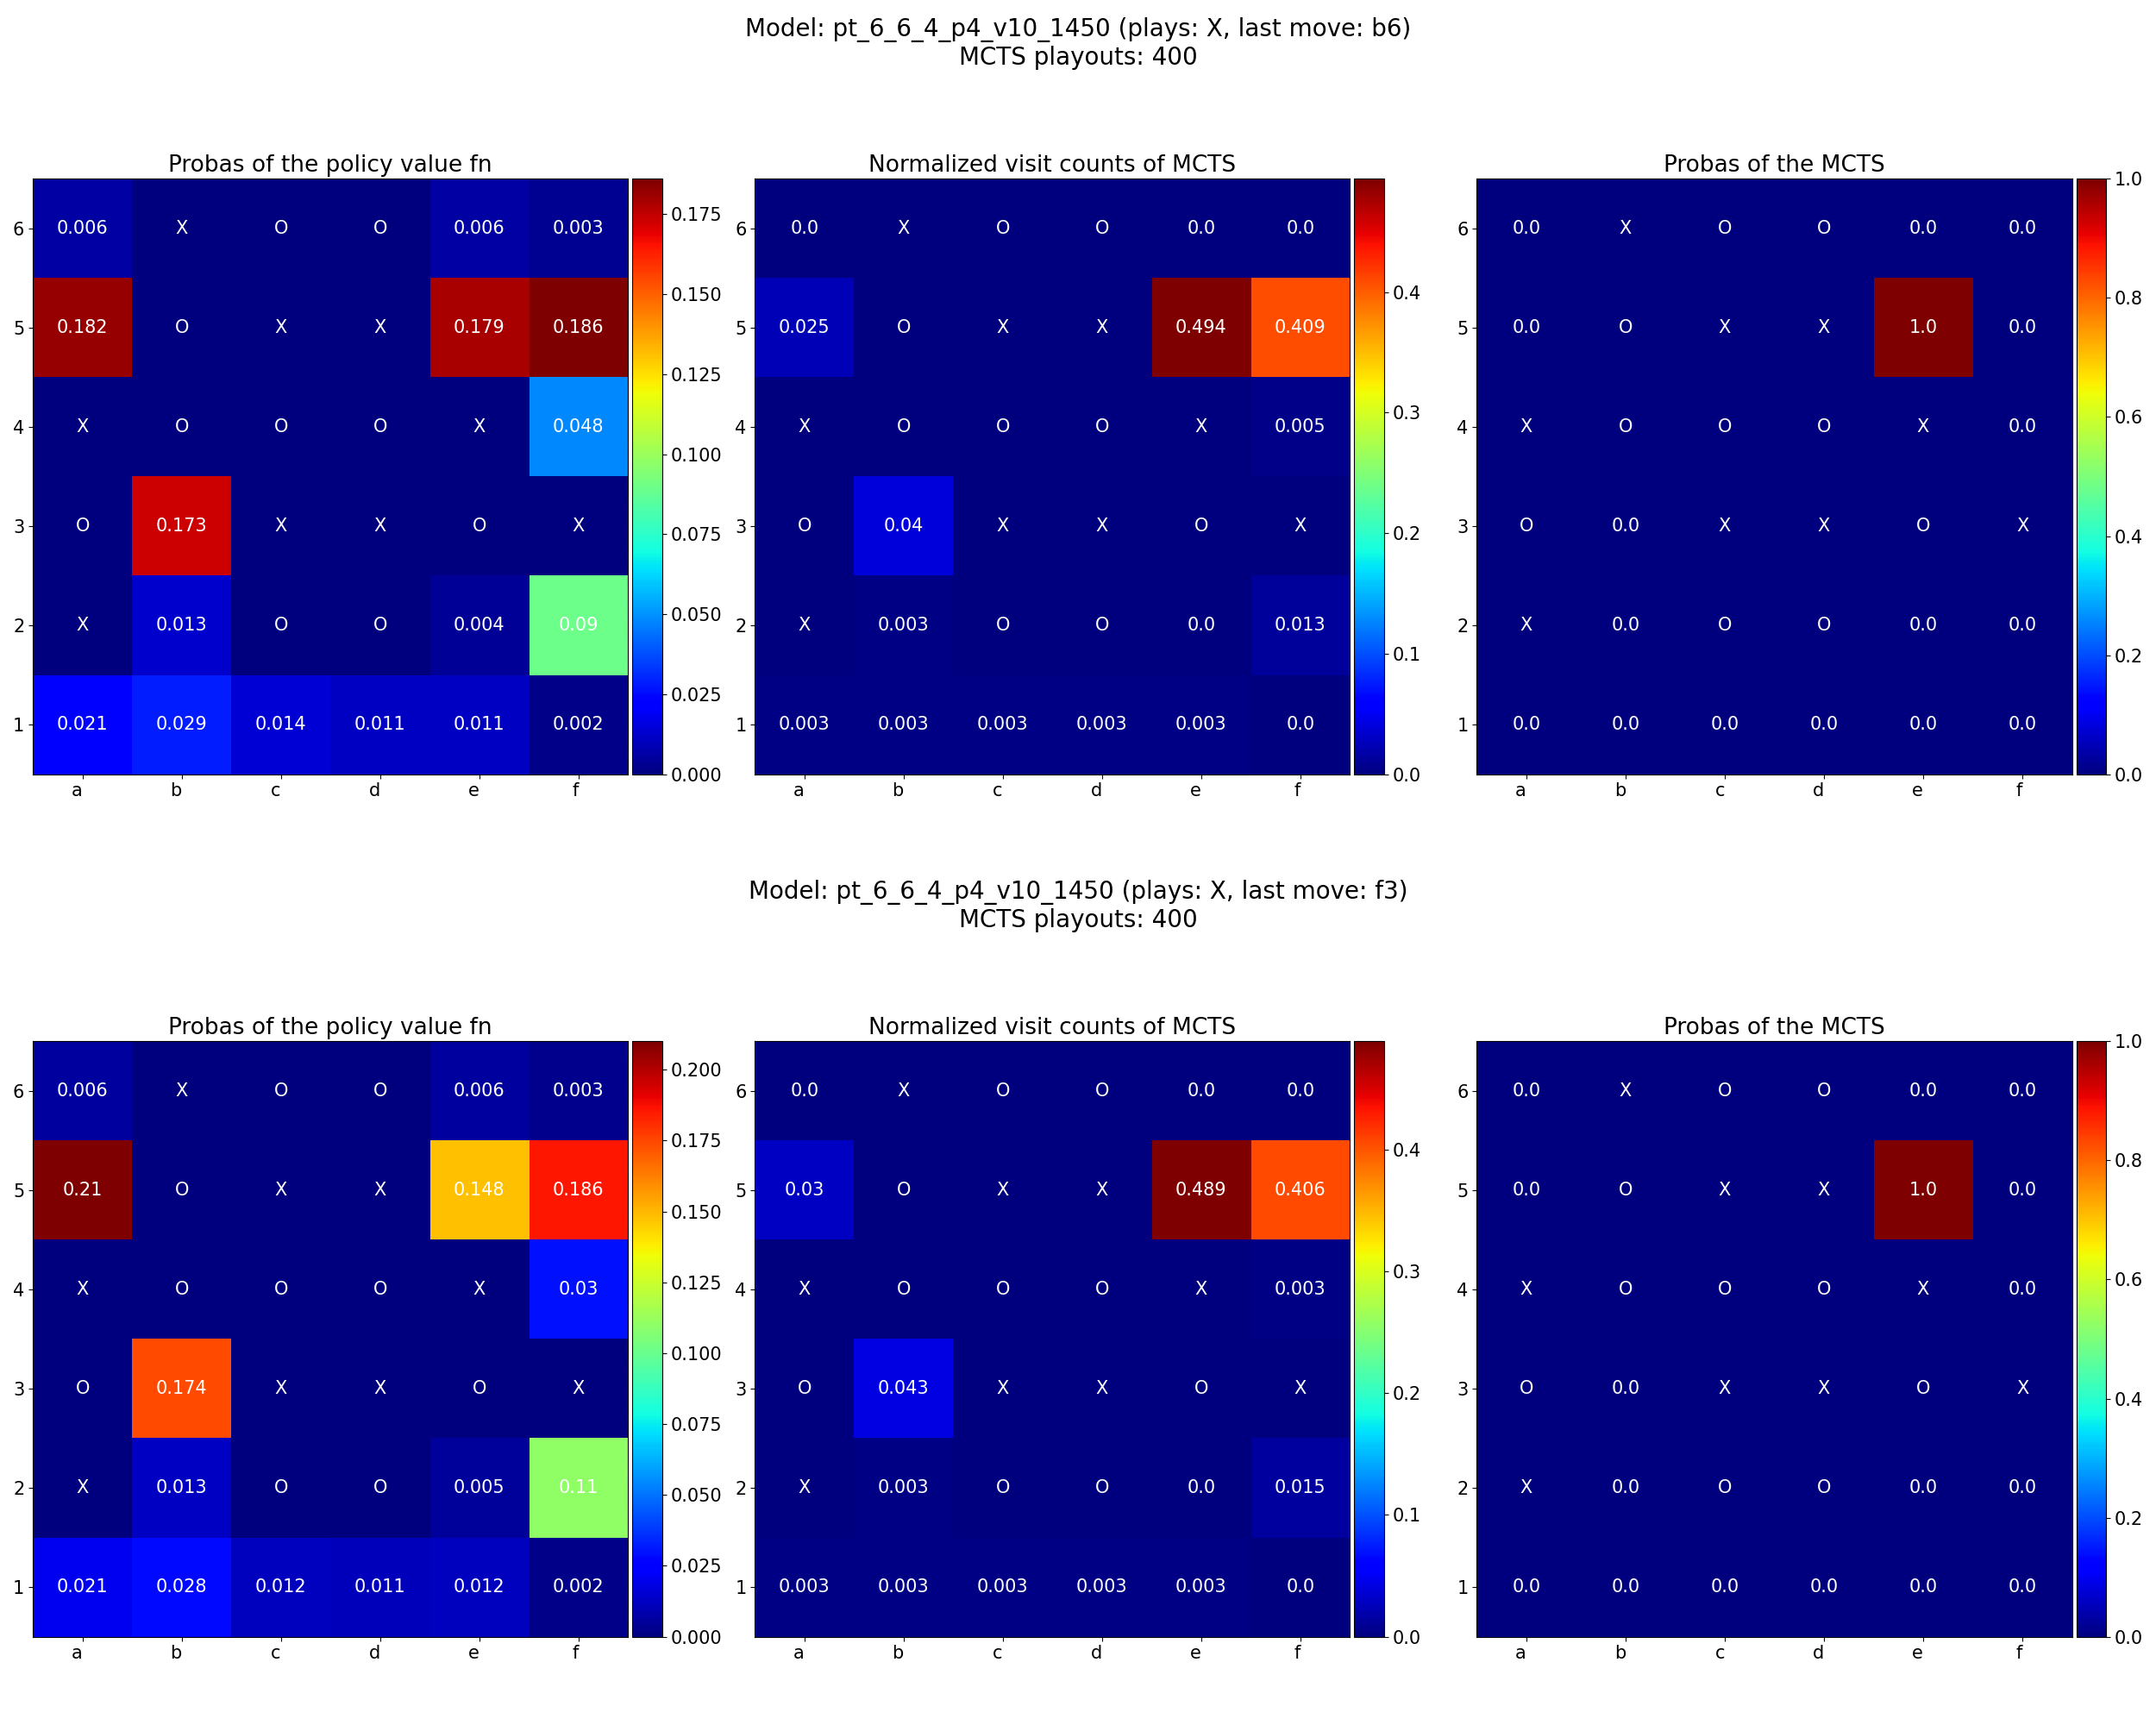 Model: pt_6_6_4_p4_v10_1450 (plays: X, last move: b6)
MCTS playouts: 400
Probas of the policy value fn
6 0.006 X O O 0.006 0.003
5 0.182 O X X 0.179 0.186
4 X O O O X 0.048
3 O 0.173 X X O X
2 X 0.013 O O 0.004 0.09
1 0.021 0.029 0.014 0.011 0.011 0.002
a b c d e f
0.175
0.150
0.125
0.100
0.075
0.050
0.025
0.000
Normalized visit counts of MCTS
6 0.0 X O O 0.0 0.0
5 0.025 O X X 0.494 0.409
4 X O O O X 0.005
3 O 0.04 X X O X
2 X 0.003 O O 0.0 0.013
1 0.003 0.003 0.003 0.003 0.003 0.0
a b c d e f
0.4
0.3
0.2
0.1
0.0
Probas of the MCTS
6 0.0 X O O 0.0 0.0
5 0.0 O X X 1.0 0.0
4 X O O O X 0.0
3 O 0.0 X X O X
2 X 0.0 O O 0.0 0.0
1 0.0 0.0 0.0 0.0 0.0 0.0
a b c d e f
1.0
0.8
0.6
0.4
0.2
0.0
Model: pt_6_6_4_p4_v10_1450 (plays: X, last move: f3)
MCTS playouts: 400
Probas of the policy value fn
6 0.006 X O O 0.006 0.003
5 0.21 O X X 0.148 0.186
4 X O O O X 0.03
3 O 0.174 X X O X
2 X 0.013 O O 0.005 0.11
1 0.021 0.028 0.012 0.011 0.012 0.002
a b c d e f
0.200
0.175
0.150
0.125
0.100
0.075
0.050
0.025
0.000
Normalized visit counts of MCTS
6 0.0 X O O 0.0 0.0
5 0.03 O X X 0.489 0.406
4 X O O O X 0.003
3 O 0.043 X X O X
2 X 0.003 O O 0.0 0.015
1 0.003 0.003 0.003 0.003 0.003 0.0
a b c d e f
0.4
0.3
0.2
0.1
0.0
Probas of the MCTS
6 0.0 X O O 0.0 0.0
5 0.0 O X X 1.0 0.0
4 X O O O X 0.0
3 O 0.0 X X O X
2 X 0.0 O O 0.0 0.0
1 0.0 0.0 0.0 0.0 0.0 0.0
a b c d e f
1.0
0.8
0.6
0.4
0.2
0.0